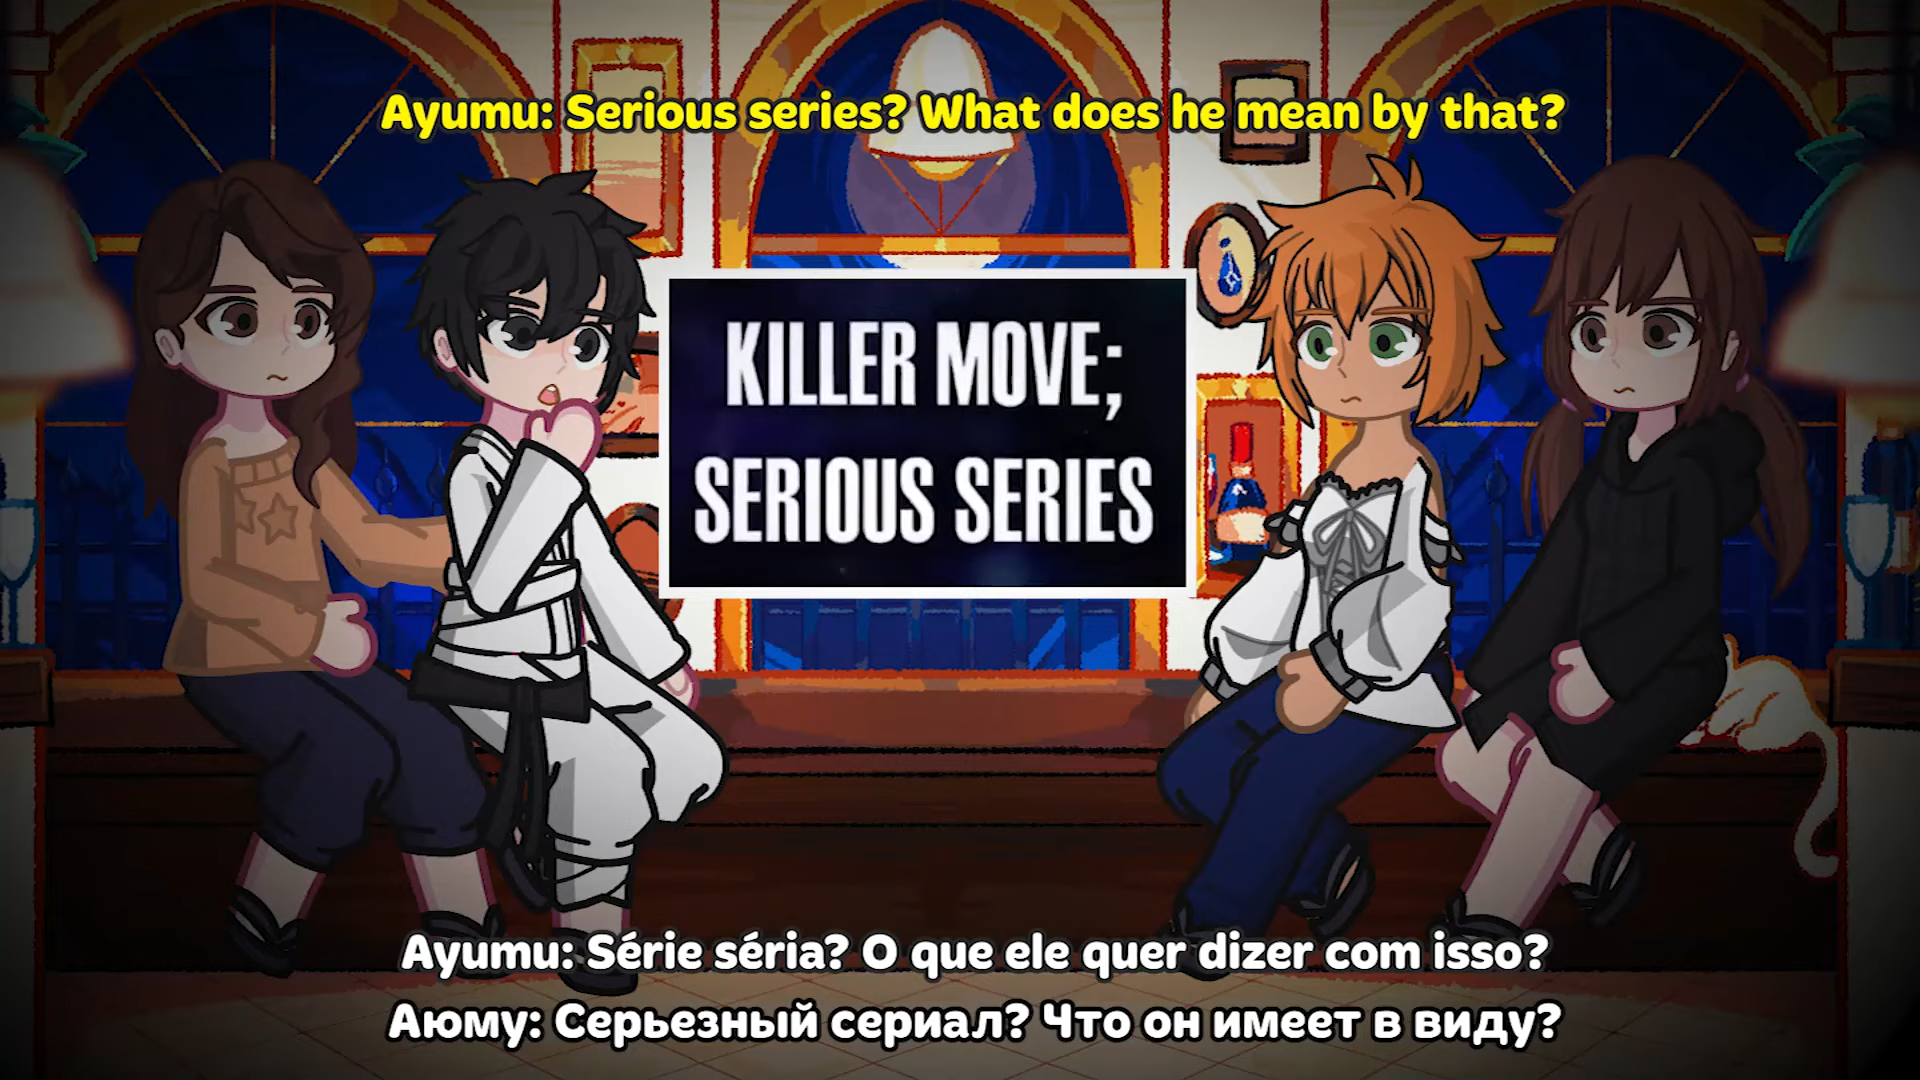 Ayumu: Serious series? What does he mean by that?
KILLER MOVE;
SERIOUS SERIES
Ayumu: Série séria? O que ele quer dizer com isso?
Аюму: Серьезный сериал? Что он имеет в виду?